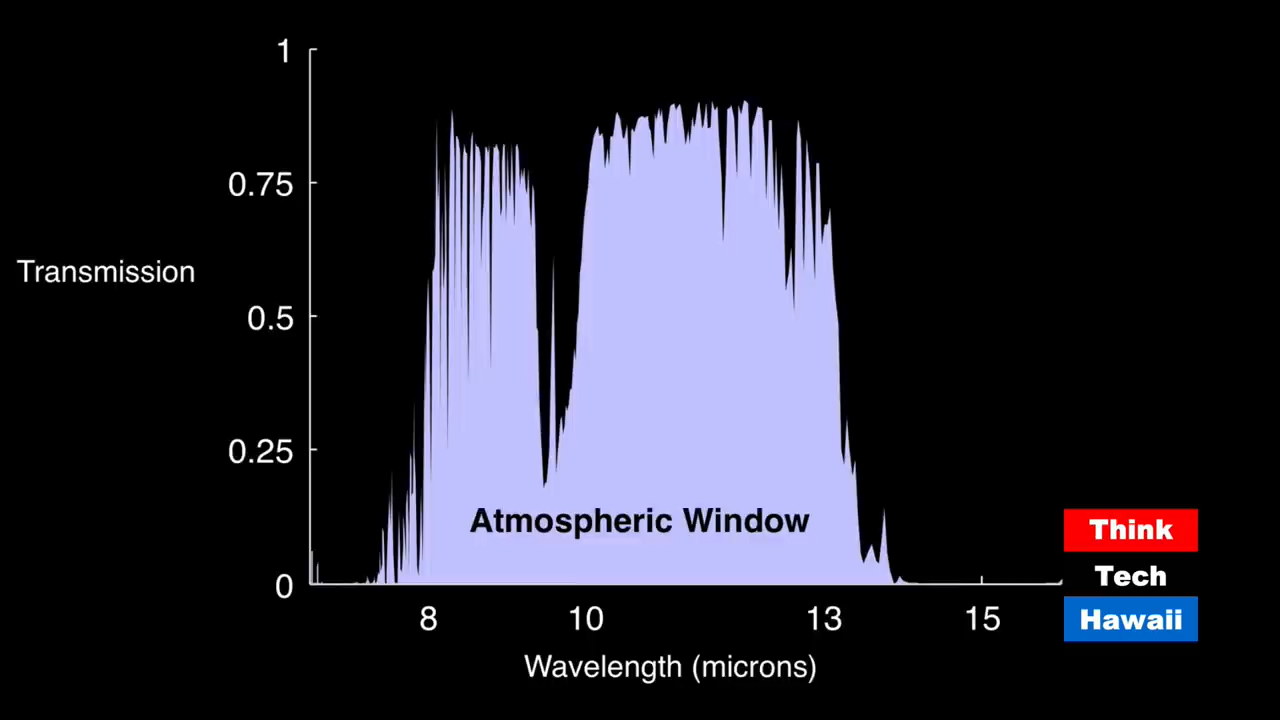 1
0.75
Transmission
0.5
0.25
Atmospheric Window
0
8 10 13 15
Wavelength (microns)
Think
Tech
Hawaii